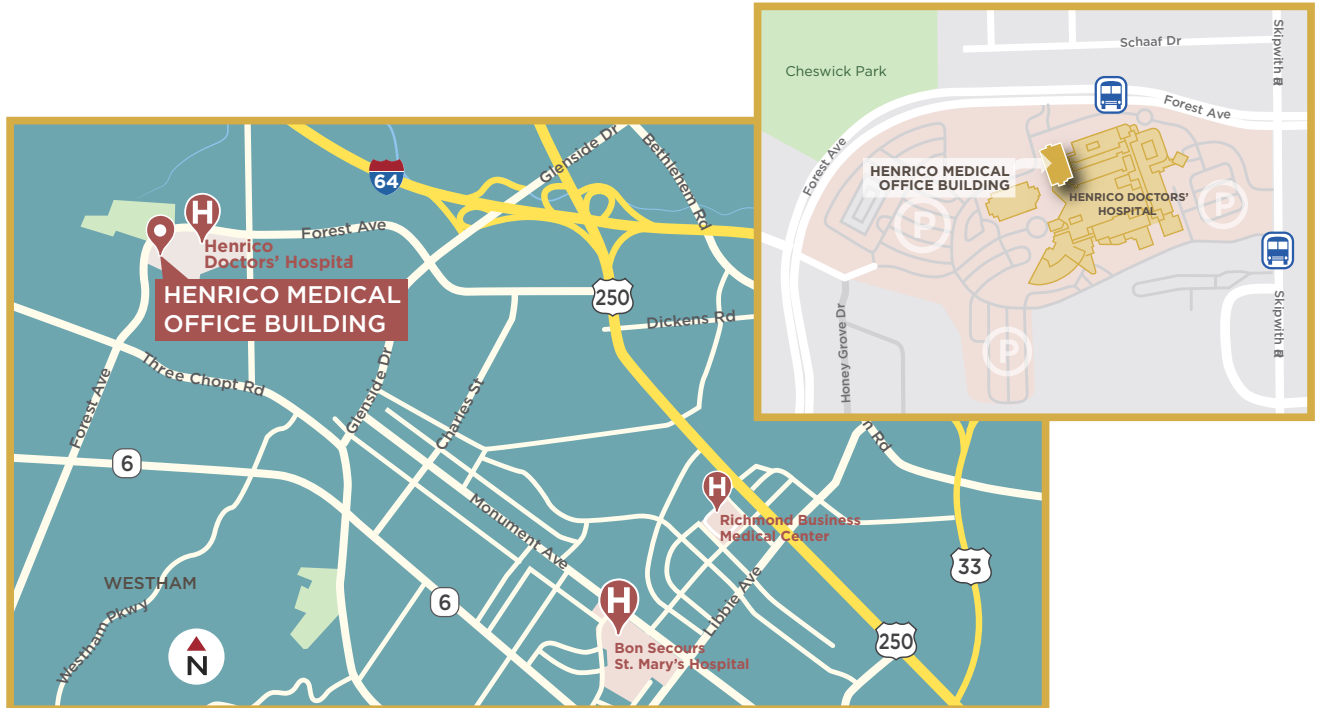 64
Glenside Dr
Bethlehem Rd
Forest Ave
H
Henrico
Doctors' Hospital
HENRICO MEDICAL
OFFICE BUILDING
250
Dickens Rd
Three Chopt Rd
Forest Ave
Glenside Dr
Charles St
6
n Rd
H
Richmond Business
Medical Center
Monument Ave
33
WESTHAM
6
H
Libbie Ave
Westham Pkwy
N
Bon Secours
St. Mary's Hospital
250
Schaaf Dr
Skipwith R
Cheswick Park
Forest Ave
Forest Ave
HENRICO MEDICAL
OFFICE BUILDING
HENRICO DOCTORS'
HOSPITAL
P
P
Honey Grove Dr
P
Skipwith R